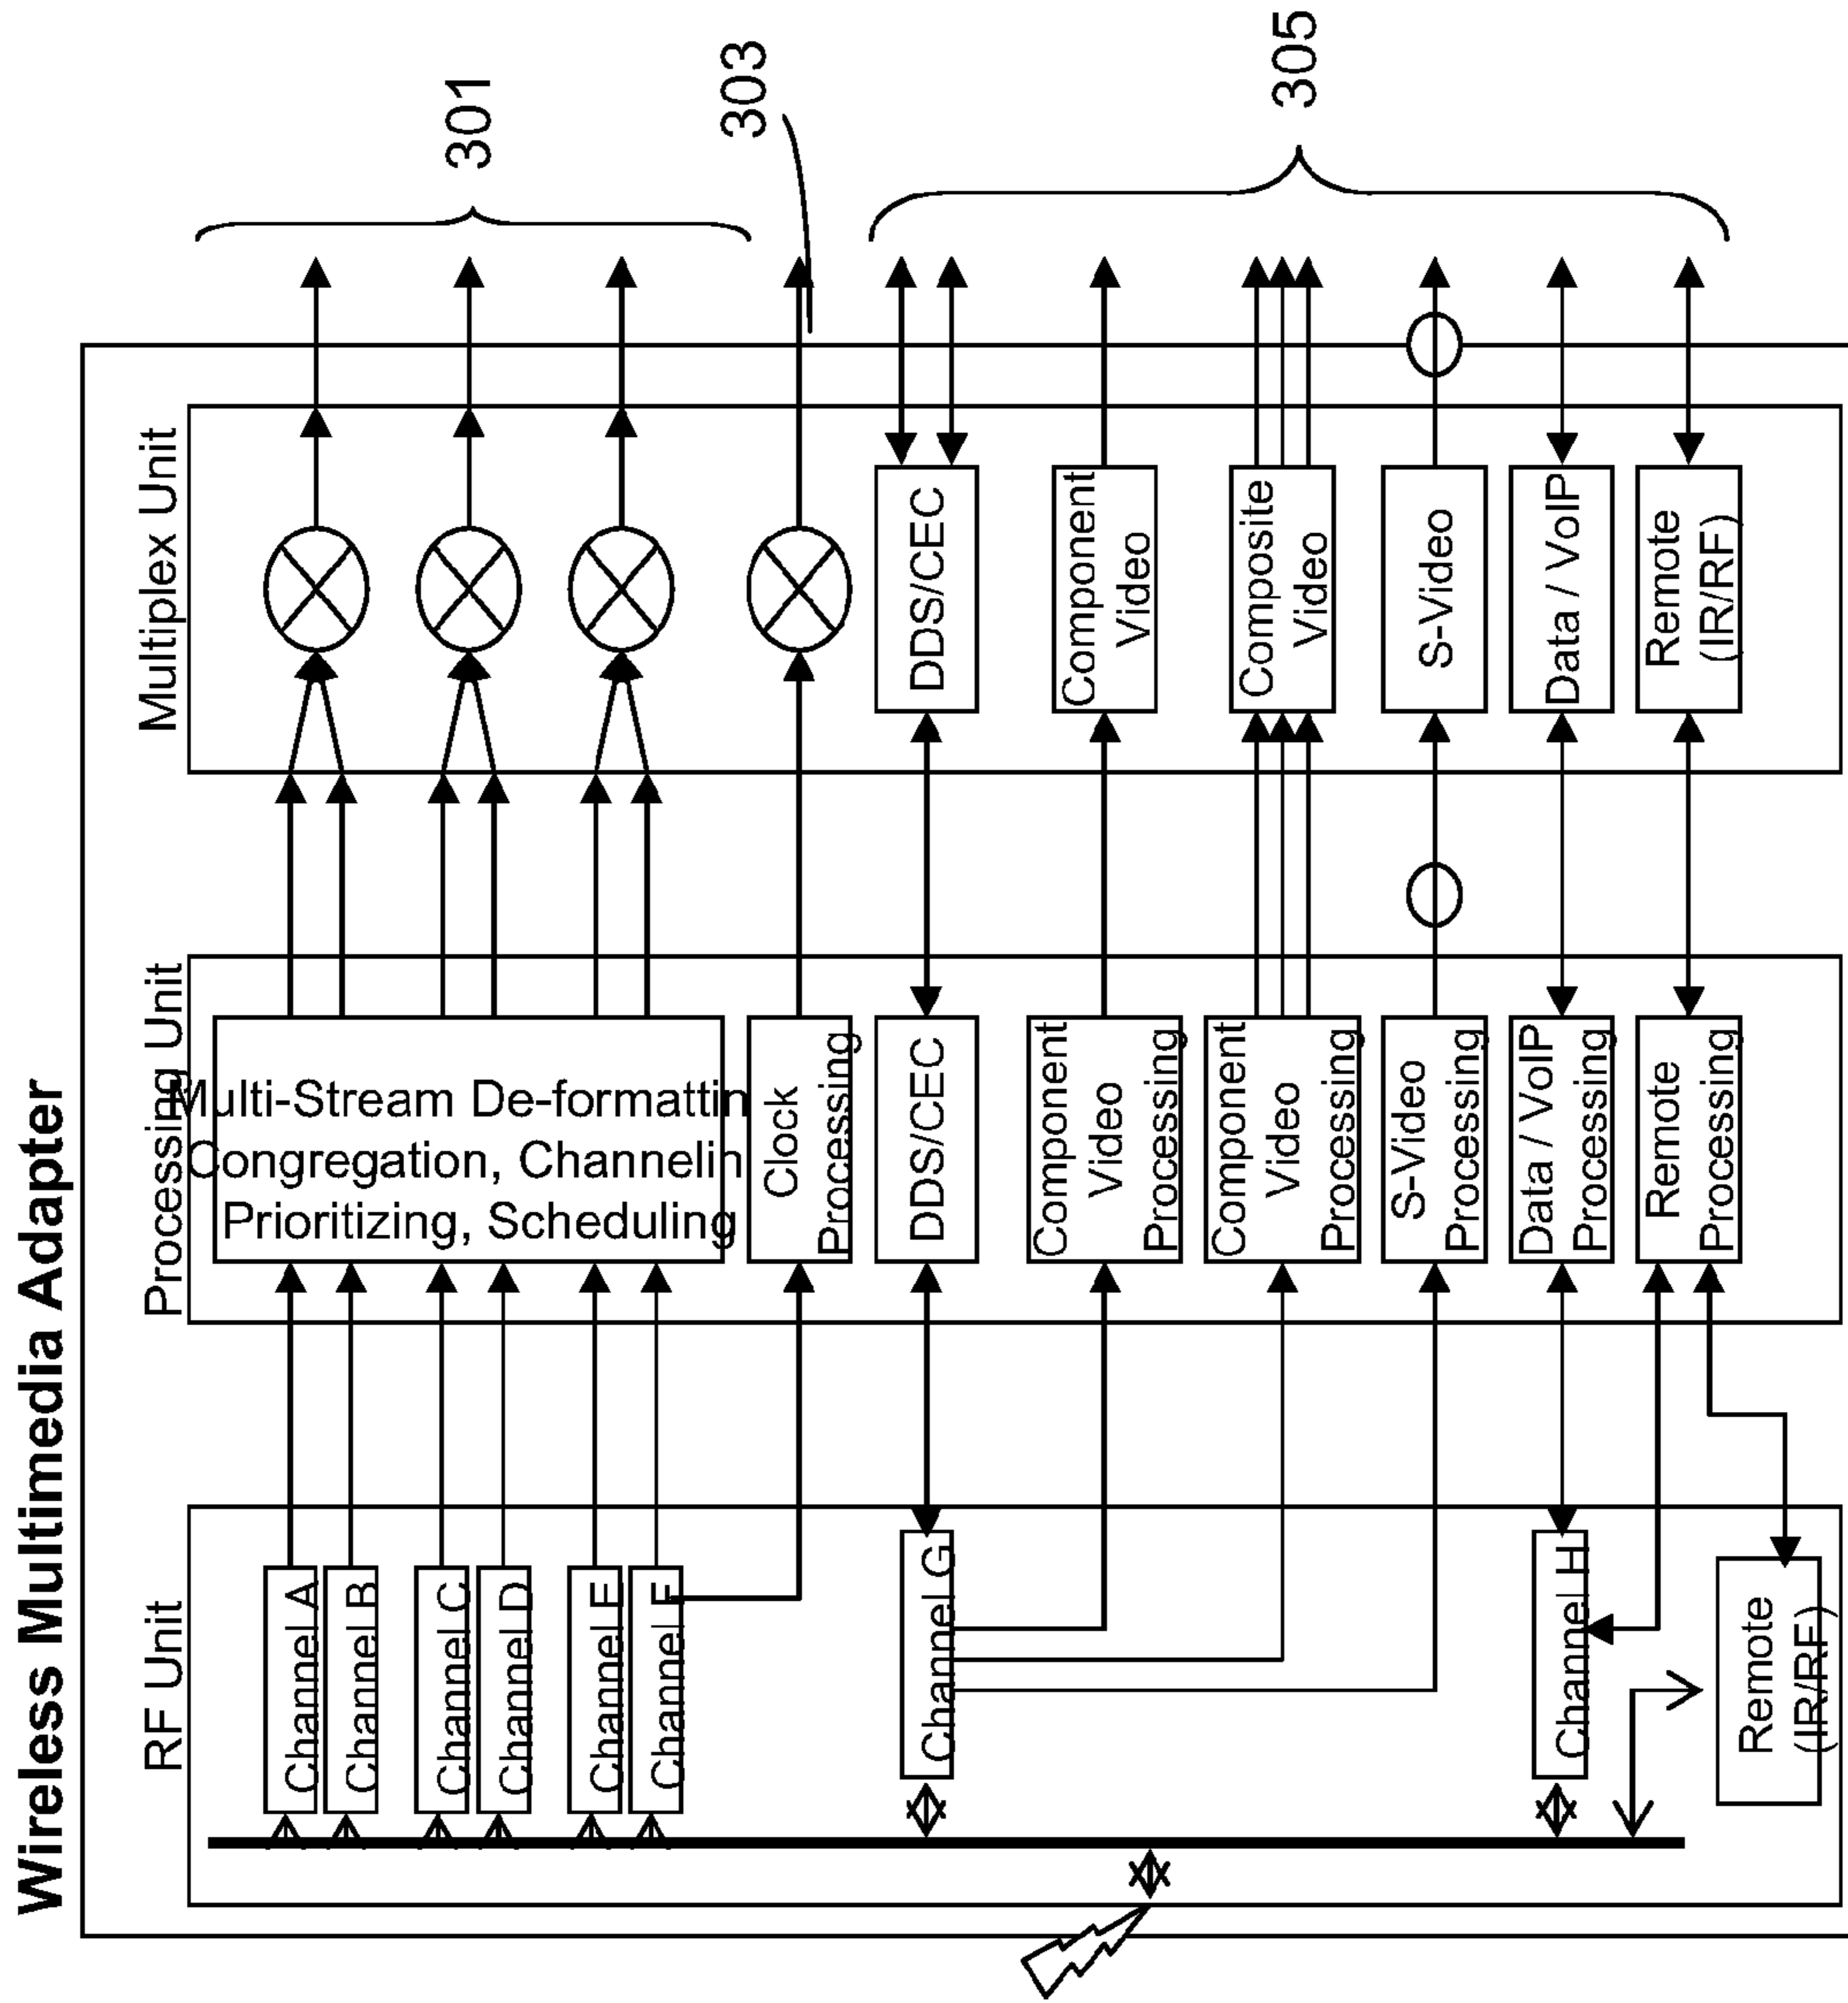 Wireless Multimedia Adapter
RF Unit
Channel A
Channel B
Channel C
Channel D
Channel E
Channel F
Channel G
Channel H
Remote
(IR/RF)
Processing Unit
Multi-Stream De-formattin
Congregation, Channelin
Prioritizing, Scheduling
Clock
Processing
DDS/CEC
Component
Video
Processing
Component
Video
Processing
S-Video
Processing
Data / VoIP
Processing
Remote
Processing
Multiplex Unit
DDS/CEC
Component
Video
Composite
Video
S-Video
Data / VoIP
Remote
(IR/RF)
301
303
305